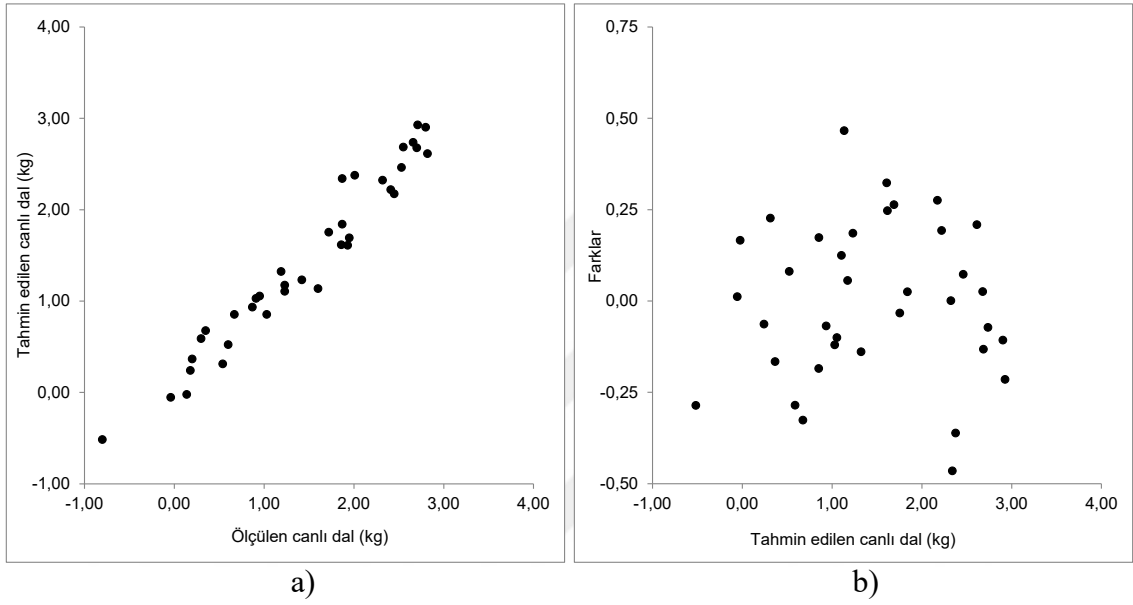 4,00
3,00
2,00
1,00
0,00
-1,00
Tahmin edilen canlı dal (kg)
-1,00 0,00 1,00 2,00 3,00 4,00
Ölçülen canlı dal (kg)
a)
0,75
0,50
0,25
0,00
-0,25
-0,50
Farklar
-1,00 0,00 1,00 2,00 3,00 4,00
Tahmin edilen canlı dal (kg)
b)